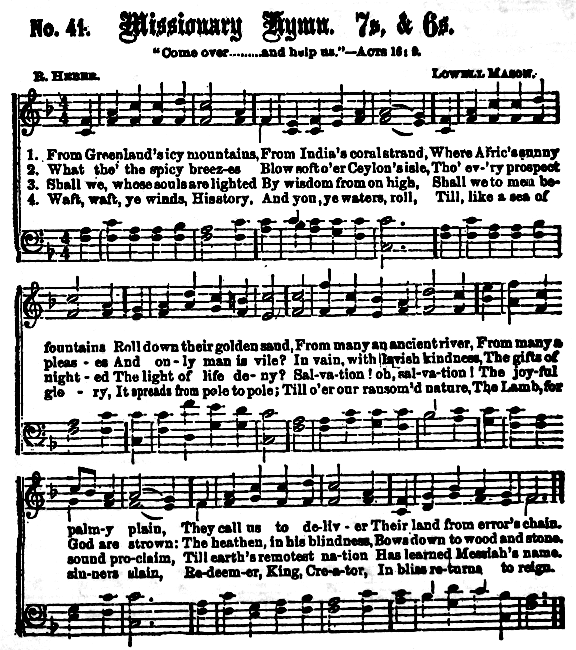 No. 41. Missionary Hymn. 7s, & 6s.
"Come over.........and help us."—Acts 16: 9.
R. Heber. Lowell Mason.
1. From Greenland's icy mountains, From India's coral strand, Where Afric's sunny
2. What tho' the spicy breez-es Blow soft o'er Ceylon's isle, Tho' ev-'ry prospect
3. Shall we, whose souls are lighted By wisdom from on high, Shall we to men be-
4. Waft, waft, ye winds, His story, And you, ye waters, roll, Till, like a sea of
fountains Roll down their golden sand, From many an ancient river, From many a
pleas - es And on-ly man is vile? In vain, with lavish kindness, The gifts of
night - ed The light of life de-ny? Sal-va-tion! oh, sal-va-tion! The joy-ful
glo - ry, It spreads from pole to pole; Till o'er our ransom'd nature, The Lamb, for
palm-y plain, They call us to de-liv-er Their land from error's chain.
God are strown: The heathen, in his blindness, Bows down to wood and stone.
sound pro-claim, Till earth's remotest na-tion Has learned Messiah's name.
sin-ners slain, Re-deem-er, King, Cre-a-tor, In bliss re-turns to reign.